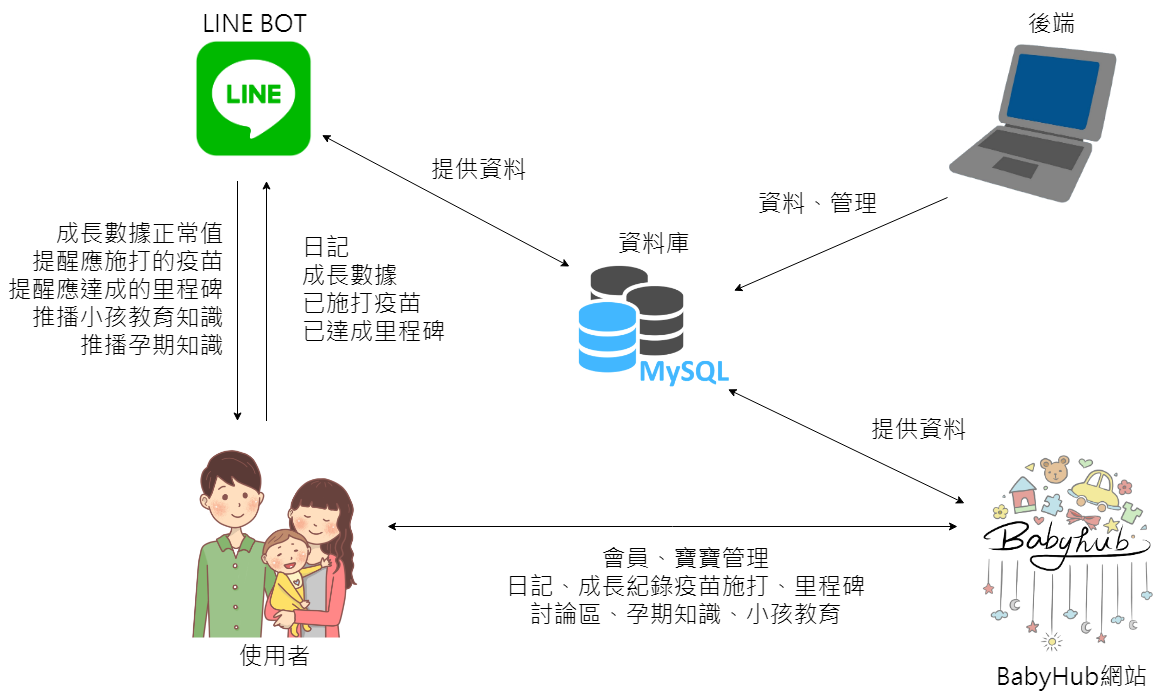 LINE BOT
LINE
後端
提供資料
資料、管理
資料庫
MySQL
成長數據正常值
提醒應施打的疫苗
提醒應達成的里程碑
推播小孩教育知識
推播孕期知識
日記
成長數據
已施打疫苗
已達成里程碑
提供資料
Babyhub
會員、寶寶管理
日記、成長紀錄疫苗施打、里程碑
討論區、孕期知識、小孩教育
使用者
BabyHub網站